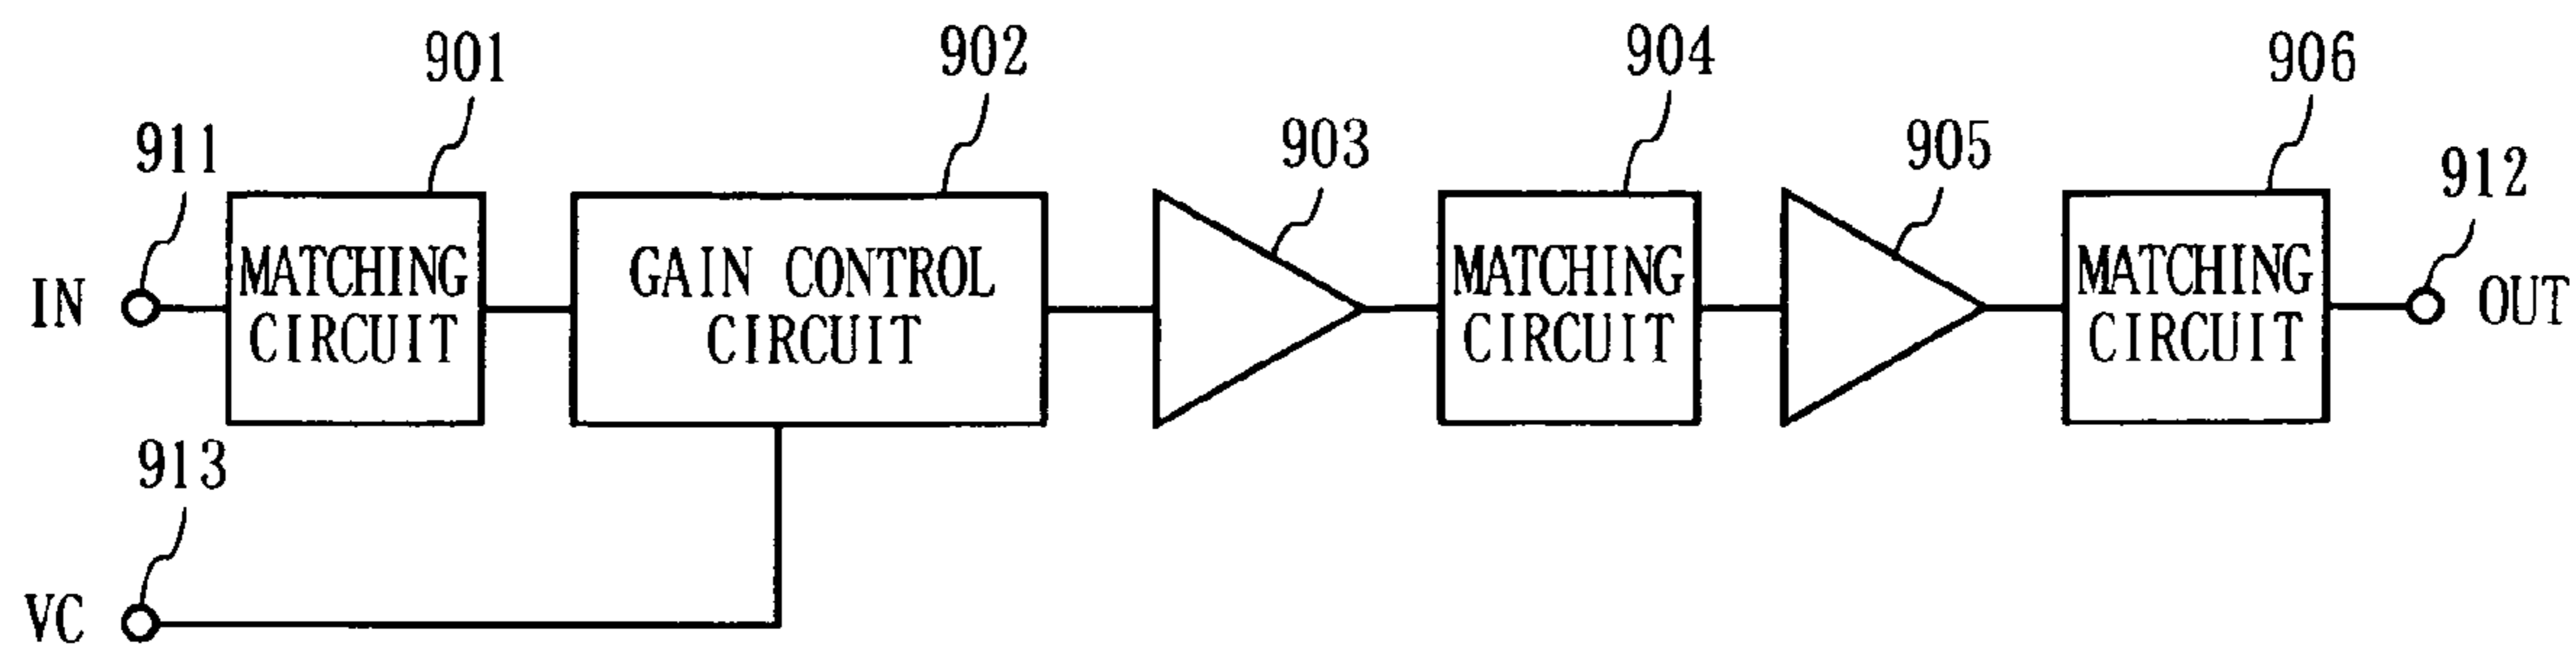 901
902
904
906
911
903
905
912
IN
MATCHING
CIRCUIT
GAIN CONTROL
CIRCUIT
MATCHING
CIRCUIT
MATCHING
CIRCUIT
OUT
913
VC